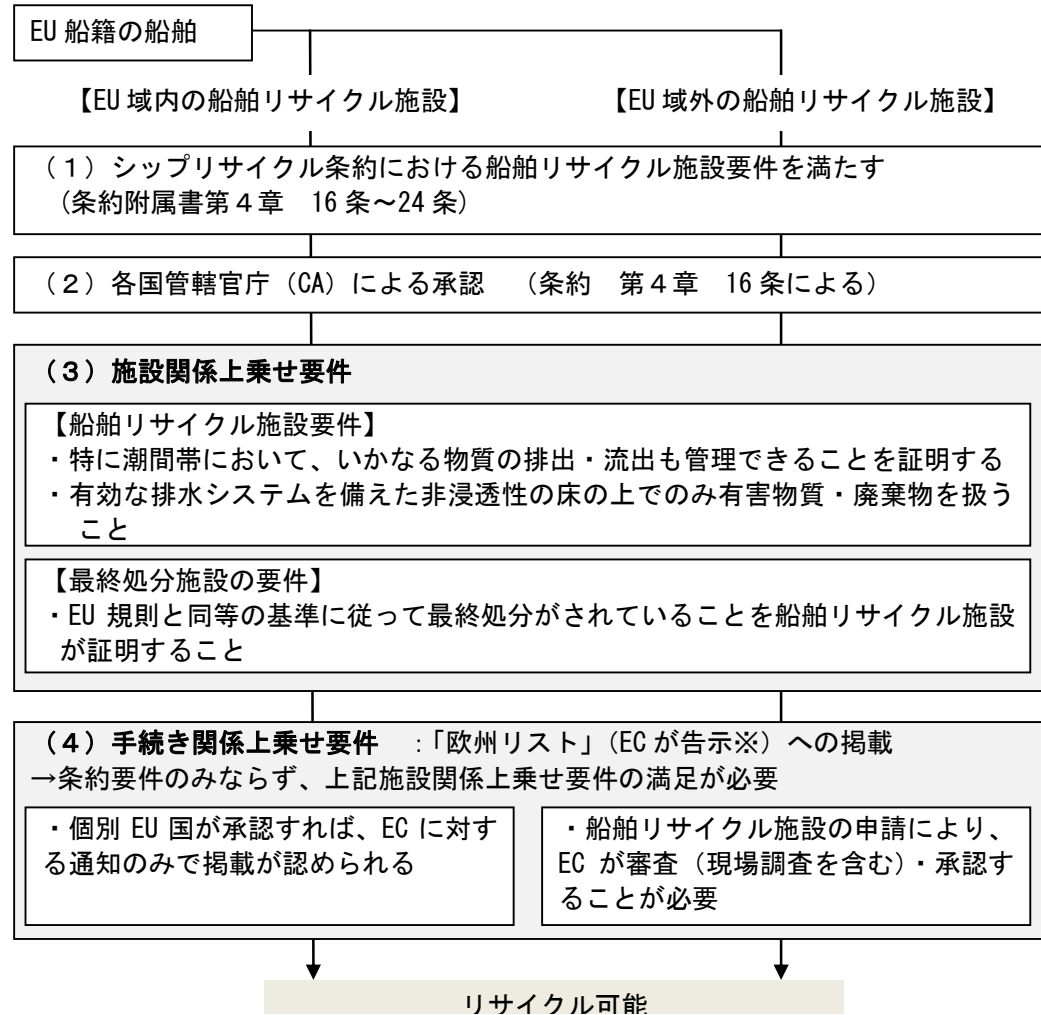 EU 船籍の船舶
【EU 域内の船舶リサイクル施設】 【EU 域外の船舶リサイクル施設】
（１）シップリサイクル条約における船舶リサイクル施設要件を満たす
（条約附属書第４章　16 条～24 条）
（２）各国管轄官庁（CA）による承認　（条約　第４章　16 条による）
（３）施設関係上乗せ要件
【船舶リサイクル施設要件】
・特に潮間帯において、いかなる物質の排出・流出も管理できることを証明する
・有効な排水システムを備えた非浸透性の床の上でのみ有害物質・廃棄物を扱う
こと
【最終処分施設の要件】
・EU 規則と同等の基準に従って最終処分がされていることを船舶リサイクル施設
が証明すること
（４）手続き関係上乗せ要件　：「欧州リスト」（EC が告示※）への掲載
→条約要件のみならず、上記施設関係上乗せ要件の満足が必要
・個別 EU 国が承認すれば、EC に対す
る通知のみで掲載が認められる
・船舶リサイクル施設の申請により、
EC が審査（現場調査を含む）・承認す
ることが必要
リサイクル可能